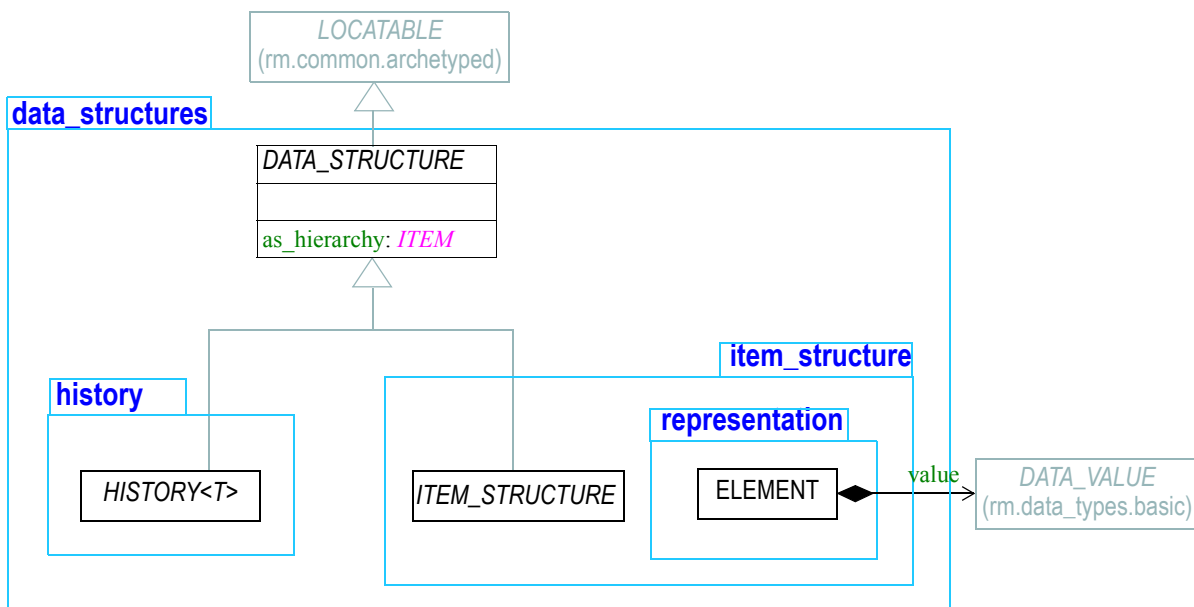 LOCATABLE
(rm.common.archetyped)
data_structures
DATA_STRUCTURE
as_hierarchy: ITEM
item_structure
history
representation
HISTORY<T>
ITEM_STRUCTURE
ELEMENT
value
DATA_VALUE
(rm.data_types.basic)